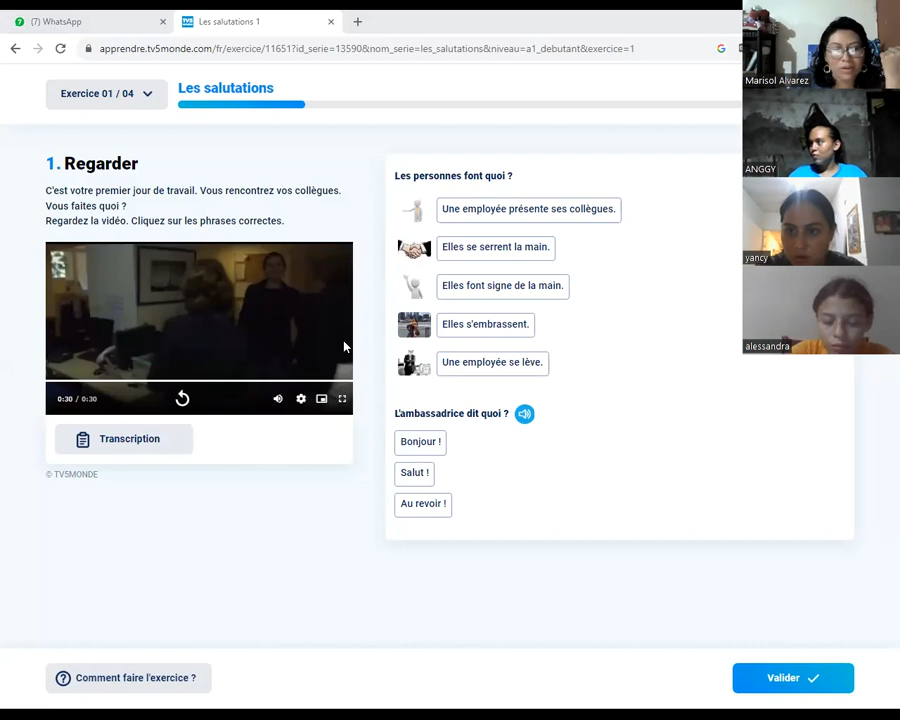 (7) WhatsApp
Les salutations 1
apprendre.tv5monde.com/fr/exercice/11651?id_serie=13590&nom_serie=les_salutations&niveau=a1_debutant&exercice=1
Exercice 01 / 04
Les salutations
1. Regarder
C'est votre premier jour de travail. Vous rencontrez vos collègues.
Vous faites quoi ?
Regardez la vidéo. Cliquez sur les phrases correctes.
0:30 / 0:30
Transcription
© TV5MONDE
Les personnes font quoi ?
Une employée présente ses collègues.
Elles se serrent la main.
Elles font signe de la main.
Elles s'embrassent.
Une employée se lève.
L'ambassadrice dit quoi ?
Bonjour !
Salut !
Au revoir !
Comment faire l'exercice ?
Valider
Marisol Alvarez
ANGGY
yancy
alessandra